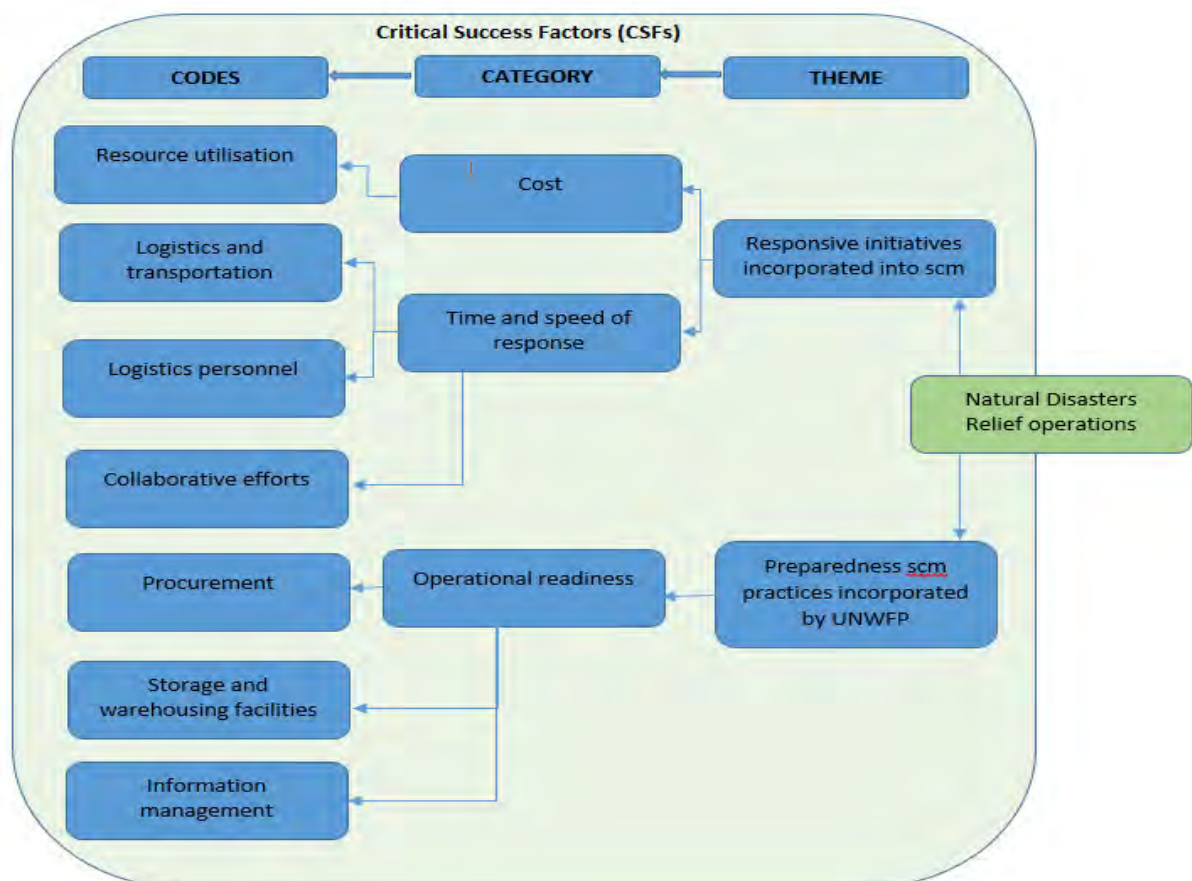 Critical Success Factors (CSFs)
CODES
CATEGORY
THEME
Resource utilisation
Cost
Logistics and
transportation
Responsive initiatives
incorporated into scm
Time and speed of
response
Logistics personnel
Natural Disasters
Relief operations
Collaborative efforts
Procurement
Operational readiness
Preparedness scm
practices incorporated
by UNWFP
Storage and
warehousing facilities
Information
management